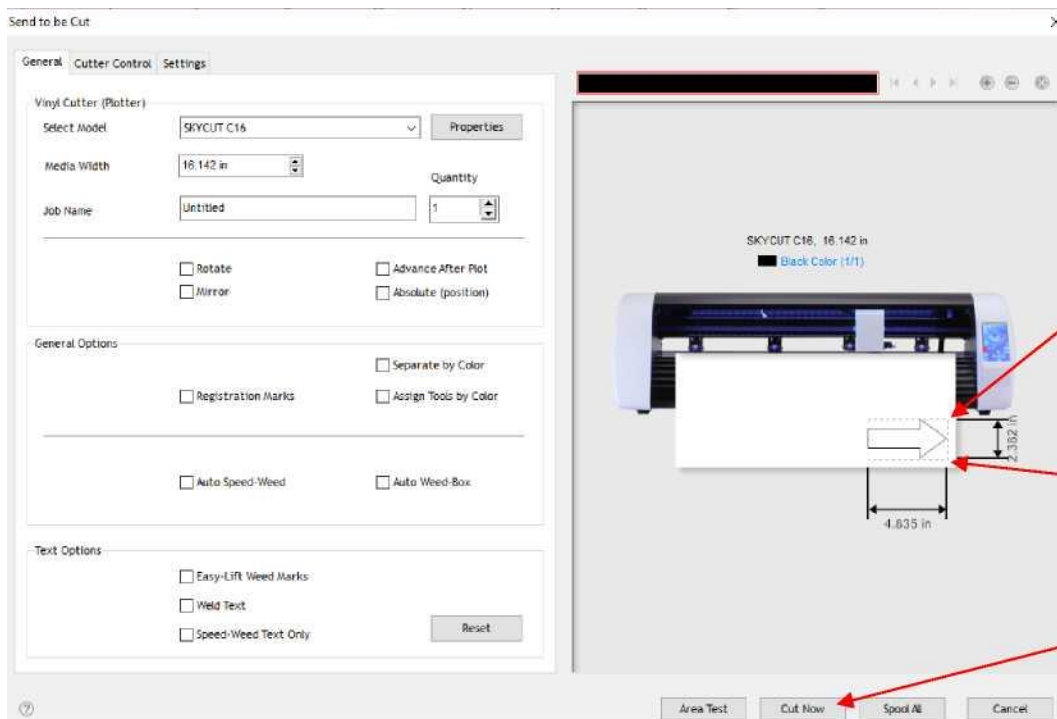 Send to be Cut
General Cutter Control Settings
Vinyl Cutter (Plotter)
Select Model SKYCUT C16 Properties
Media Width 16.142 in
Quantity
Job Name Untitled 1
Rotate Advance After Plot
Mirror Absolute (position)
General Options
Separate by Color
Registration Marks Assign Tools by Color
Auto Speed-Weed Auto Weed-Box
Text Options
Easy-Lift Weed Marks
Weld Text
Speed-Weed Text Only Reset
SKYCUT C16, 16.142 in
Black Color (1/1)
2.382 in
4.835 in
Area Test Cut Now Spool All Cancel